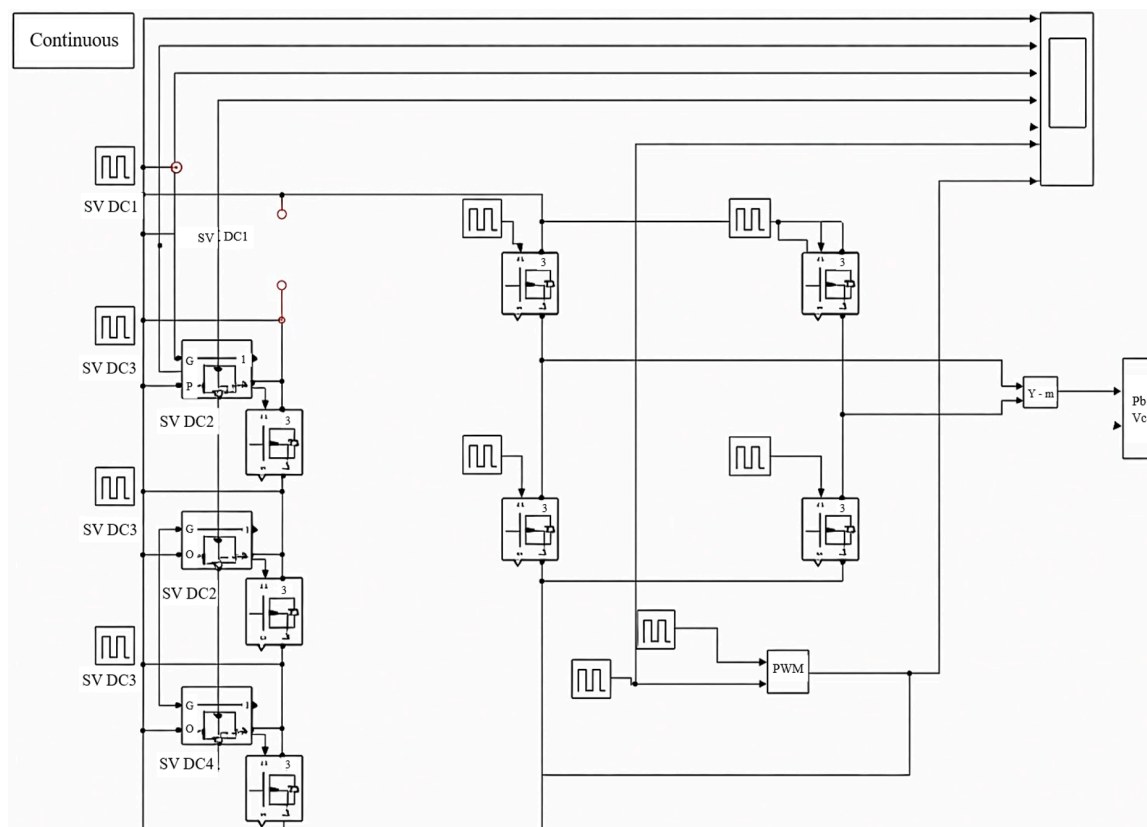 Continuous
SV DC1
SV DC1
3
3
SV DC3
G 1
P
SV DC2
3
Y - m
Pb
Vc
SV DC3
3
3
G 1
O
SV DC2
3
PWM
SV DC3
G 1
O
SV DC4
3